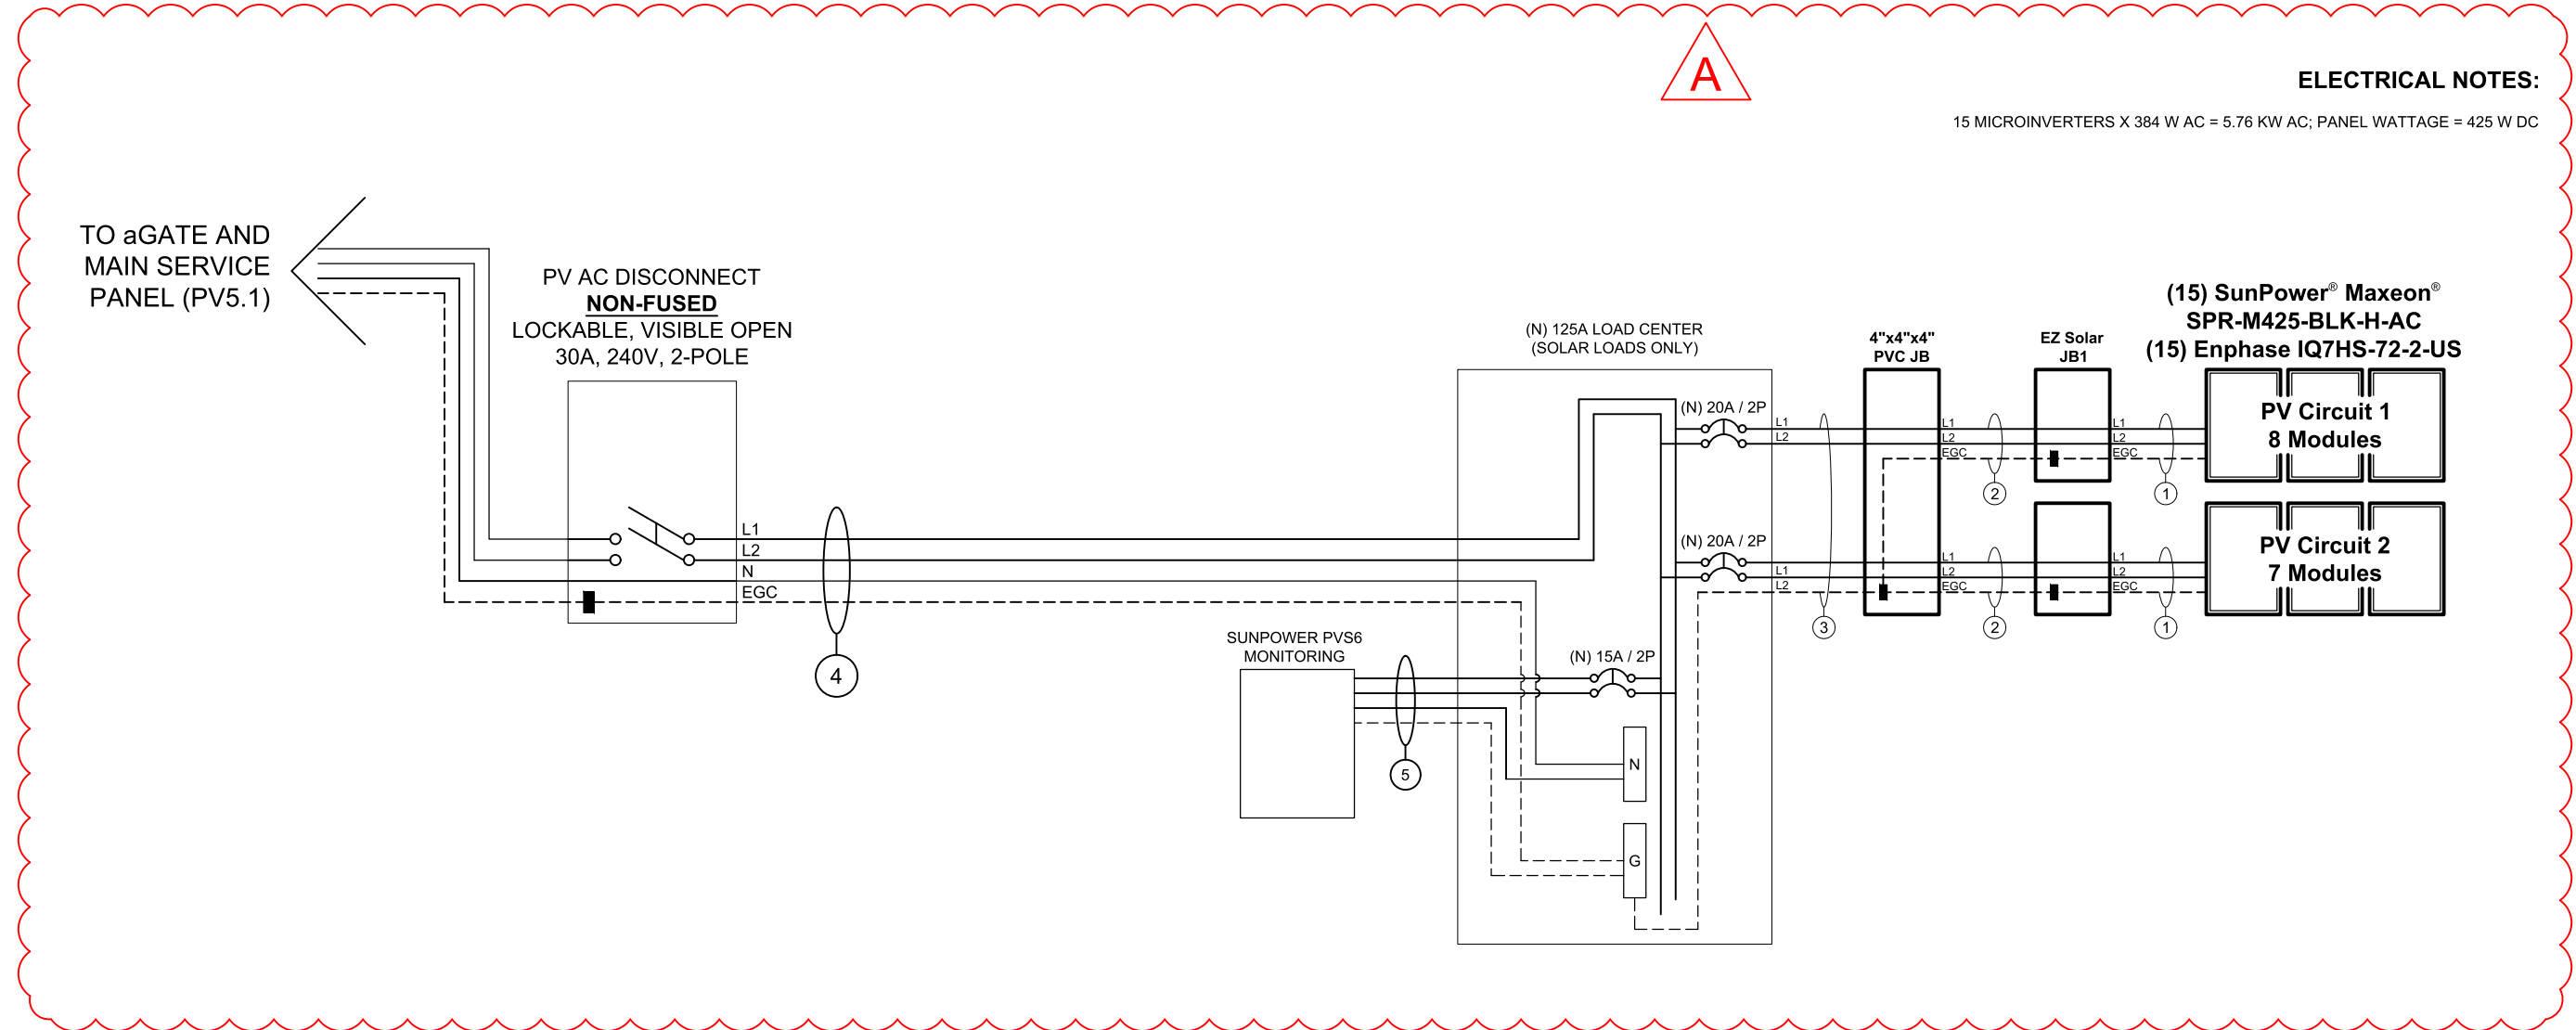 A
ELECTRICAL NOTES:
15 MICROINVERTERS X 384 W AC = 5.76 KW AC; PANEL WATTAGE = 425 W DC
TO aGATE AND
MAIN SERVICE
PANEL (PV5.1)
PV AC DISCONNECT
NON-FUSED
LOCKABLE, VISIBLE OPEN
30A, 240V, 2-POLE
L1
L2
N
EGC
4
SUNPOWER PVS6
MONITORING
5
(N) 125A LOAD CENTER
(SOLAR LOADS ONLY)
(N) 20A / 2P
(N) 20A / 2P
(N) 15A / 2P
N
G
L1
L2
L1
L2
3
4"x4"x4"
PVC JB
L1
L2
EGC
2
L1
L2
EGC
2
EZ Solar
JB1
L1
L2
EGC
1
L1
L2
EGC
1
(15) SunPower® Maxeon®
SPR-M425-BLK-H-AC
(15) Enphase IQ7HS-72-2-US
PV Circuit 1
8 Modules
PV Circuit 2
7 Modules